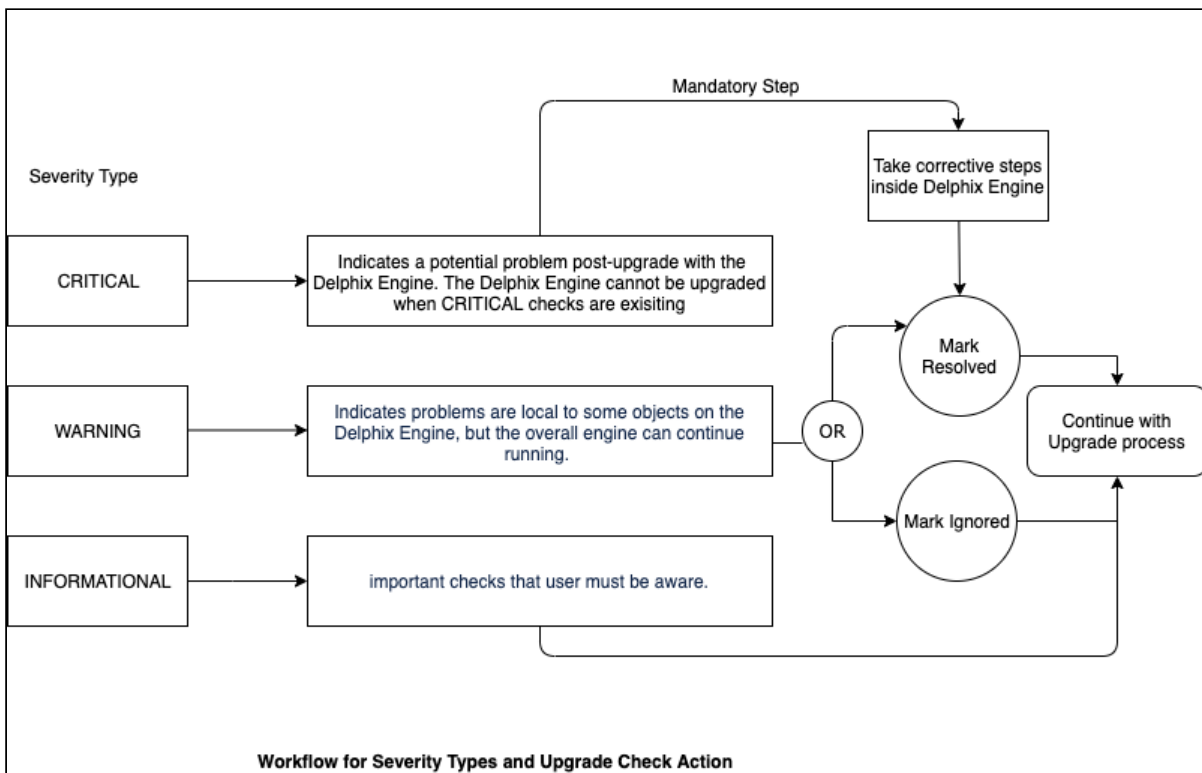 Mandatory Step
Take corrective steps
inside Delphix Engine
Severity Type
CRITICAL
Indicates a potential problem post-upgrade with the
Delphix Engine. The Delphix Engine cannot be upgraded
when CRITICAL checks are exisiting
Mark
Resolved
WARNING
Indicates problems are local to some objects on the
Delphix Engine, but the overall engine can continue
running.
OR
Continue with
Upgrade process
Mark Ignored
INFORMATIONAL
important checks that user must be aware.
Workflow for Severity Types and Upgrade Check Action